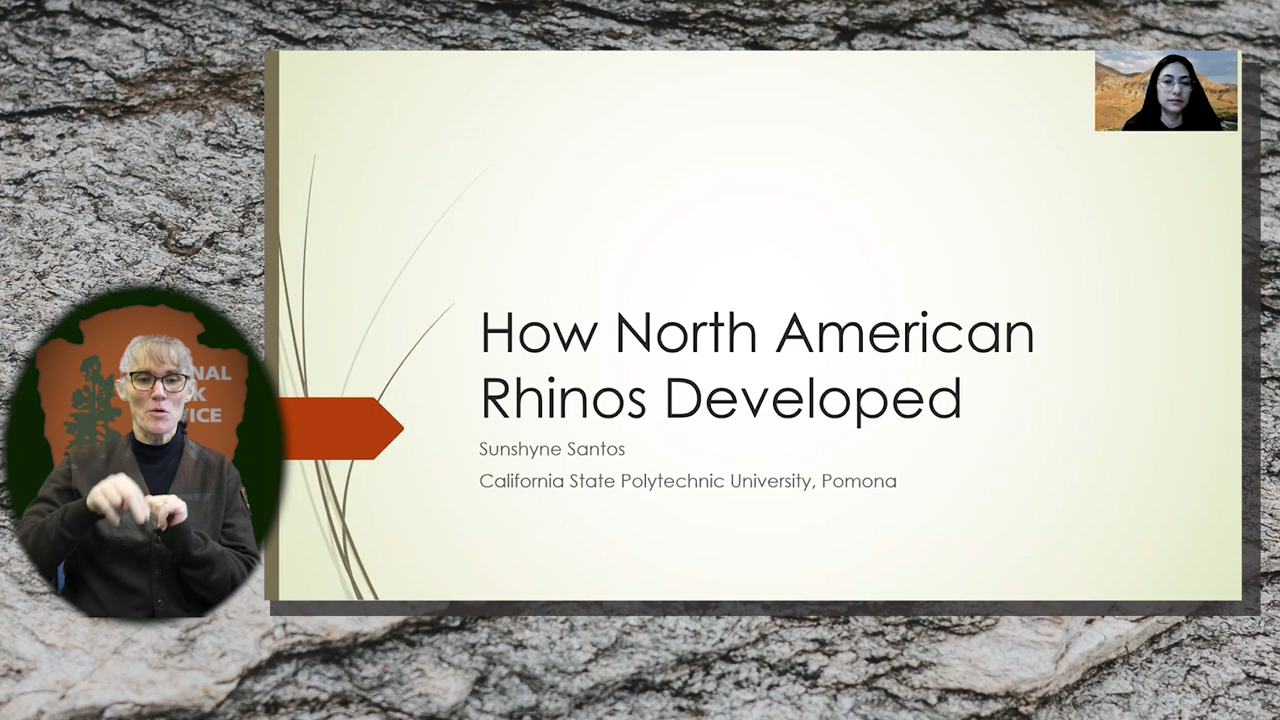 How North American
Rhinos Developed
Sunshyne Santos
California State Polytechnic University, Pomona